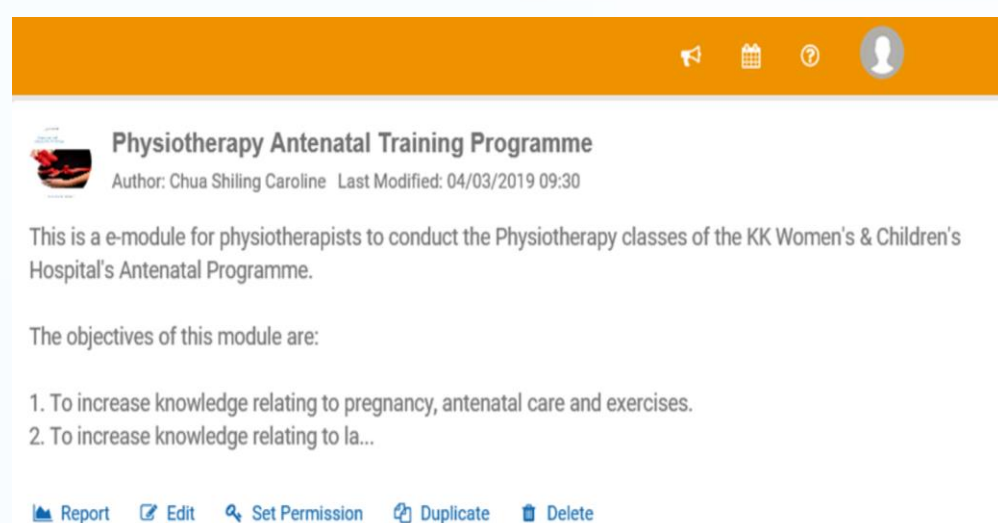 Physiotherapy Antenatal Training Programme
Author: Chua Shiling Caroline Last Modified: 04/03/2019 09:30
This is a e-module for physiotherapists to conduct the Physiotherapy classes of the KK Women's & Children's
Hospital's Antenatal Programme.
The objectives of this module are:
1. To increase knowledge relating to pregnancy, antenatal care and exercises.
2. To increase knowledge relating to la...
Report Edit Set Permission Duplicate Delete